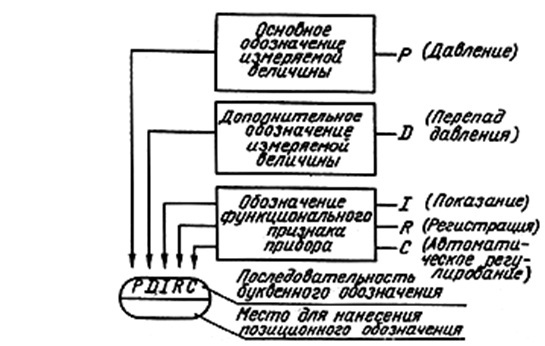 Основное
обозначение
измеряемой
величины
P (Давление)
Дополнительное
обозначение
измеряемой
величины
D (Перепад
давления)
Обозначение
функционального
признака
прибора
I (Показание)
R (Регистрация)
C (Автомати-
ческое регу-
лирование)
PДIRC
Последовательность
буквенного обозначения
Место для нанесения
позиционного обозначения